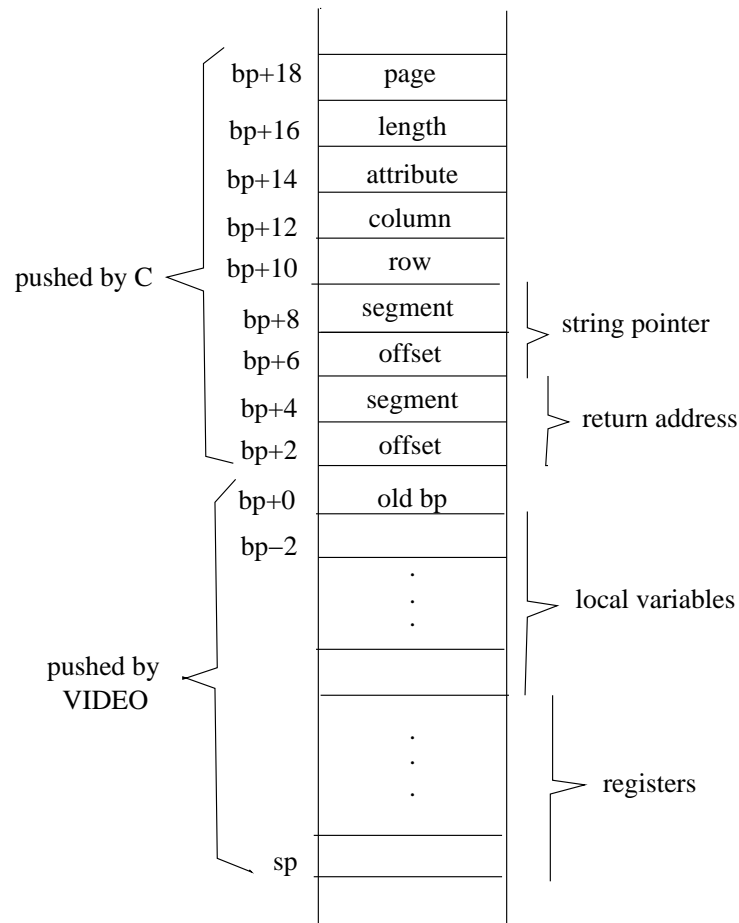 bp+18 page
bp+16 length
bp+14 attribute
bp+12 column
pushed by C bp+10 row
bp+8 segment string pointer
bp+6 offset
bp+4 segment return address
bp+2 offset
bp+0 old bp
bp−2
local variables
pushed by
VIDEO
registers
sp